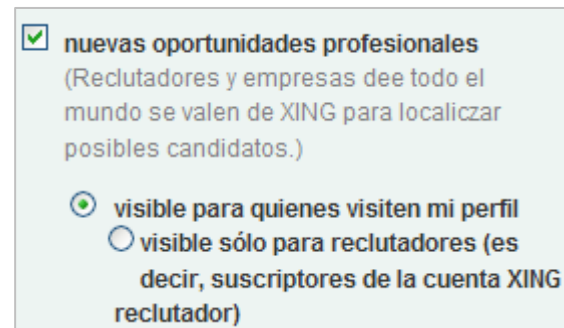 nuevas oportunidades profesionales
(Reclutadores y empresas dee todo el
mundo se valen de XING para localiczar
posibles candidatos.)
visible para quienes visiten mi perfil
visible sólo para reclutadores (es
decir, suscriptores de la cuenta XING
reclutador)